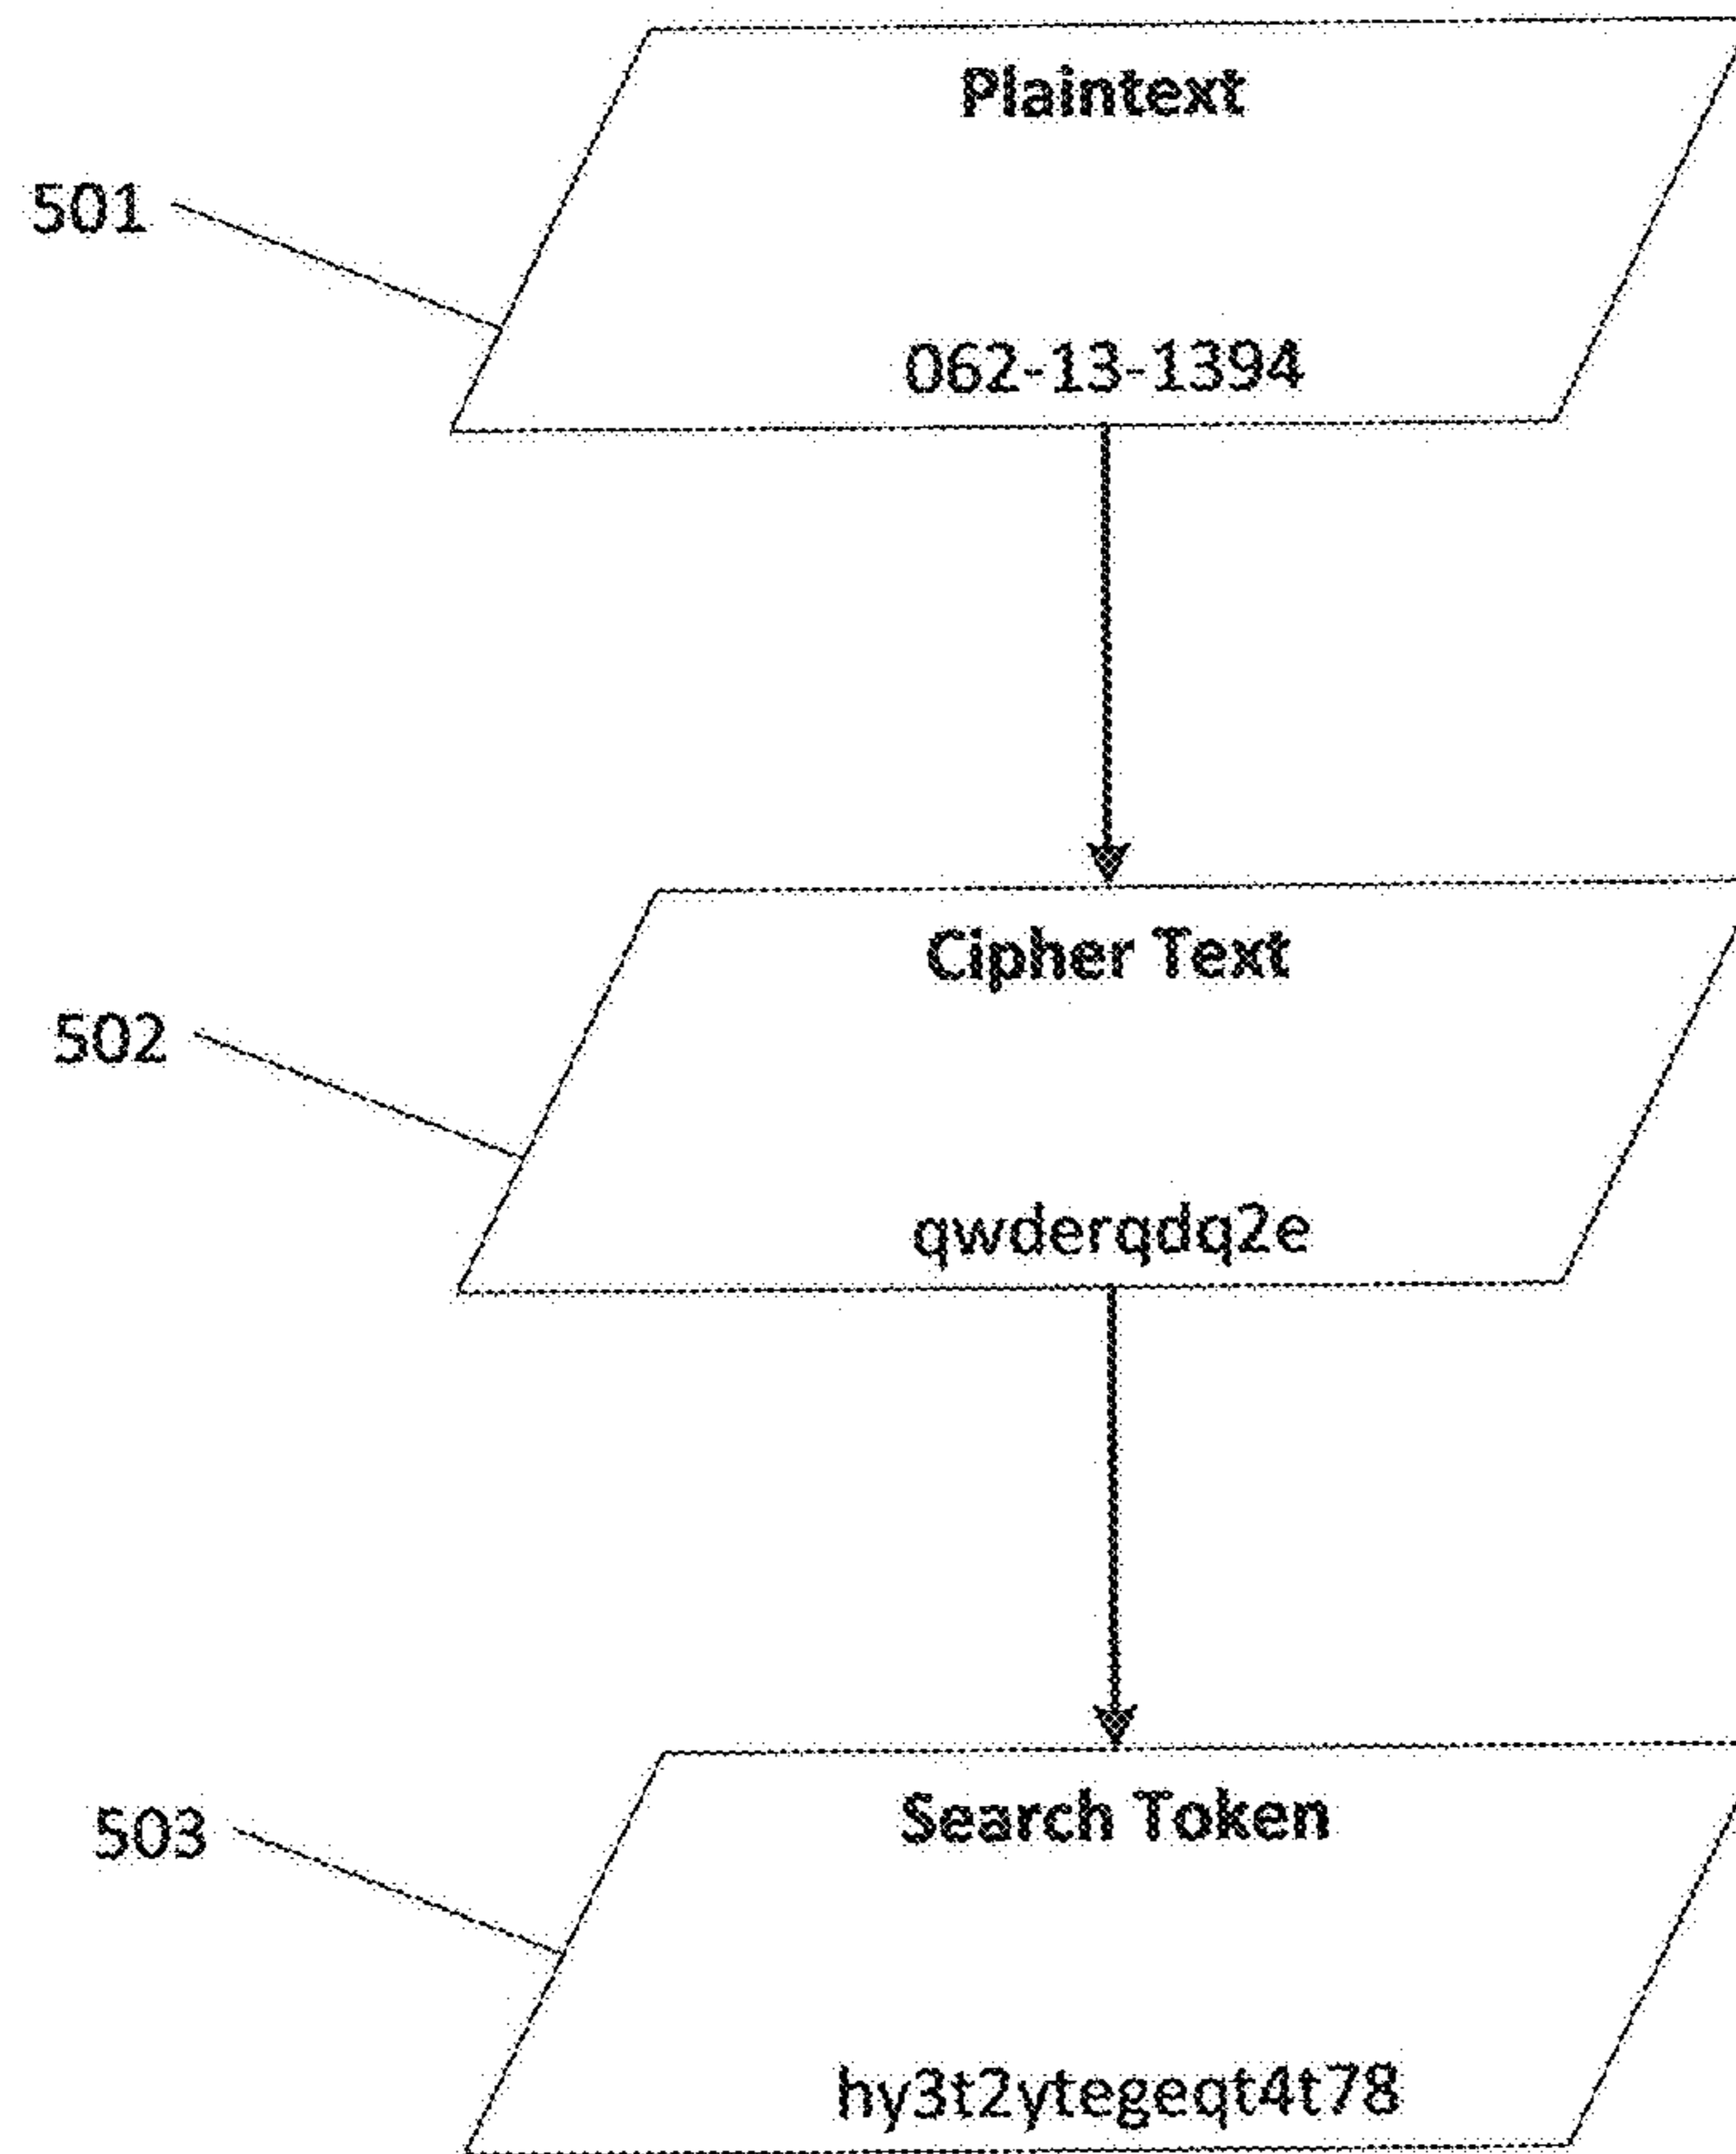 Plaintext
501
062-13-1394
Cipher Text
502
qwderqdq2e
Search Token
503
hy3t2ytegeqt4t78